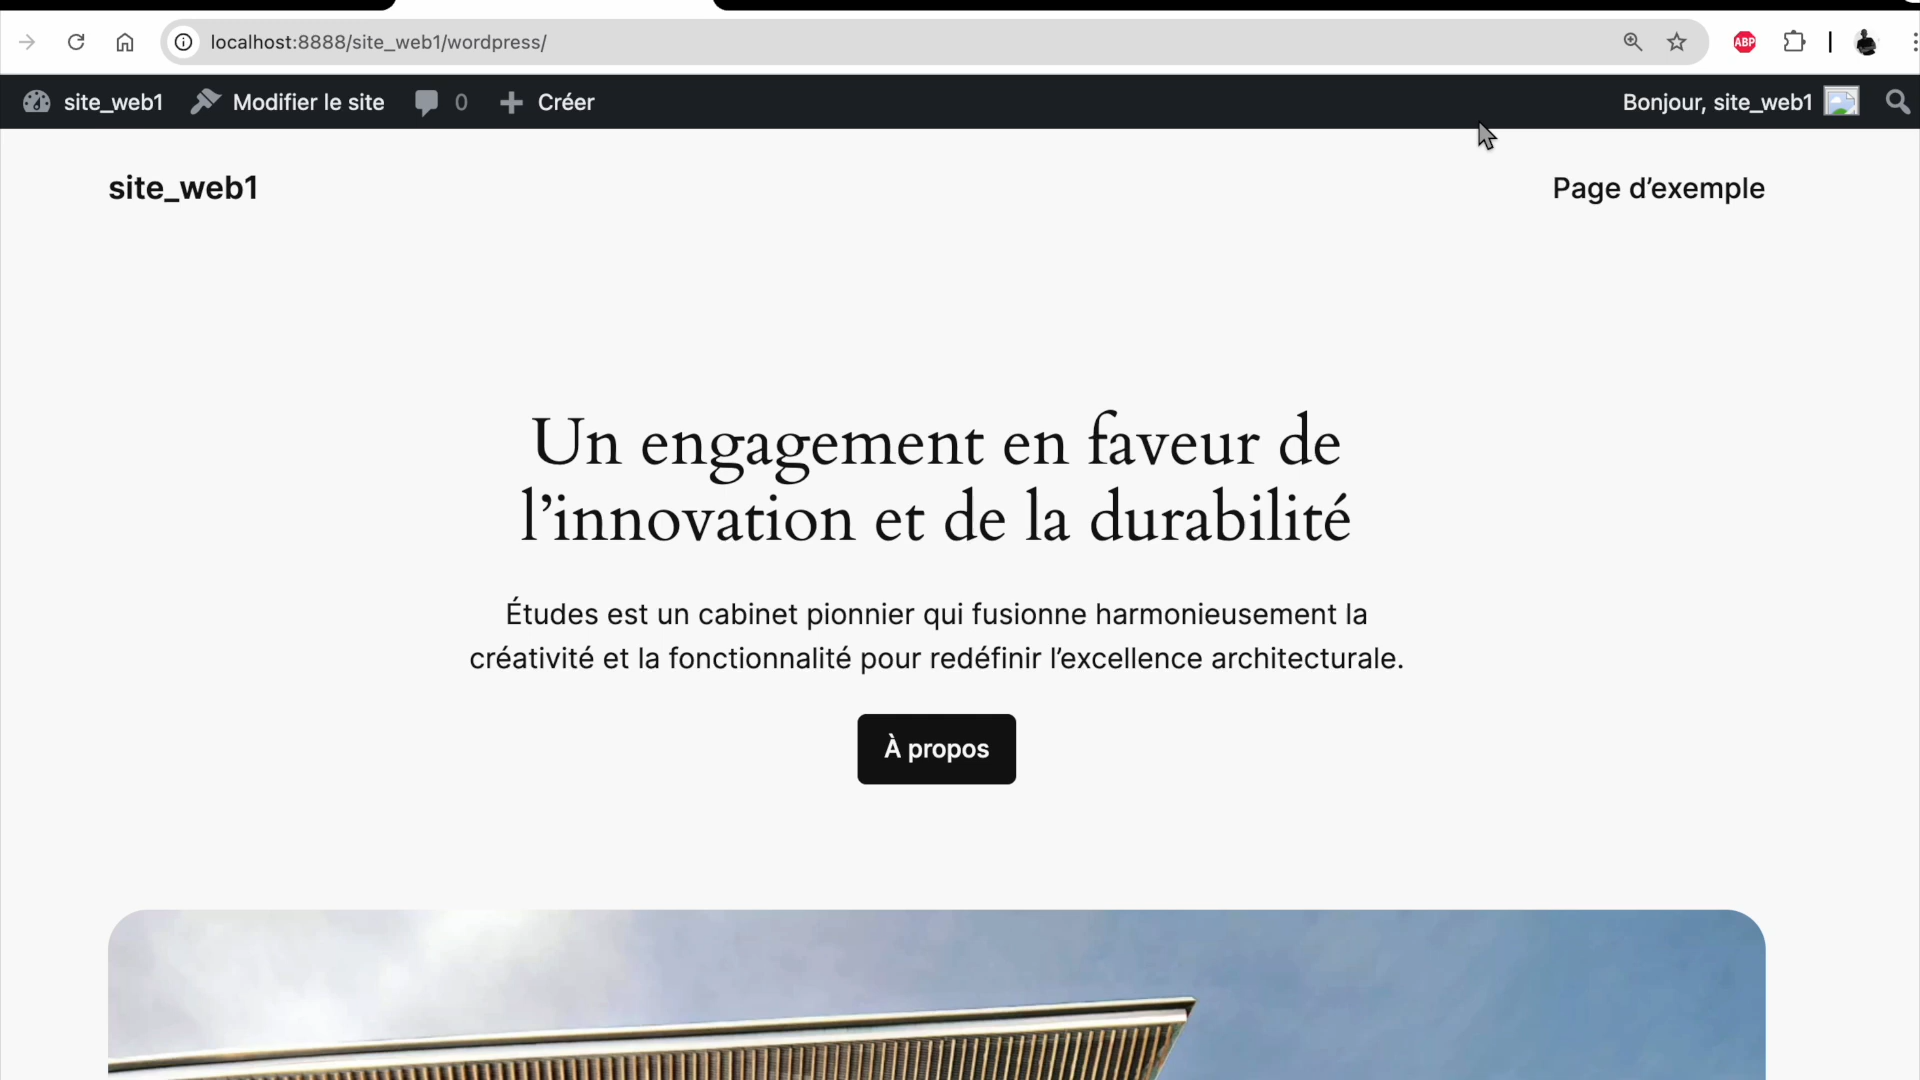 localhost:8888/site_web1/wordpress/
ABP
site_web1 Modifier le site 0 Créer Bonjour, site_web1
site_web1 Page d’exemple
Un engagement en faveur de
l’innovation et de la durabilité
Études est un cabinet pionnier qui fusionne harmonieusement la
créativité et la fonctionnalité pour redéfinir l’excellence architecturale.
À propos